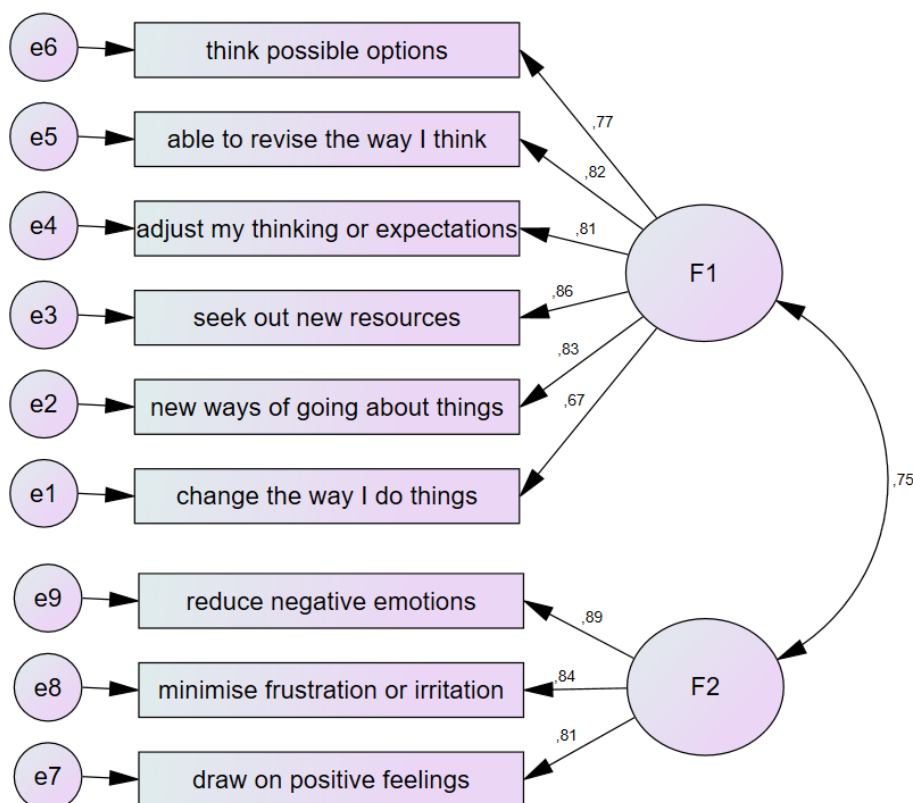 e6
think possible options
,77
e5
able to revise the way I think
,82
e4
adjust my thinking or expectations
,81
F1
e3
seek out new resources
,86
e2
new ways of going about things
,83
,67
e1
change the way I do things
,75
e9
reduce negative emotions
,89
e8
minimise frustration or irritation
,84
F2
,81
e7
draw on positive feelings